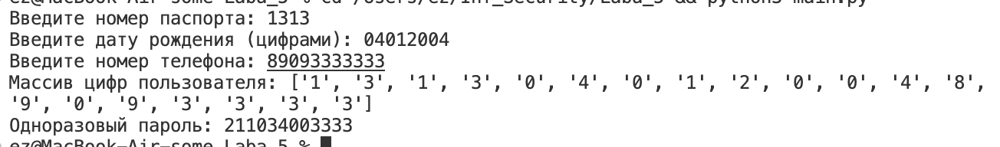 ez@MacBook-Air-some Laba_5 % cd /Users/ez/Inf_Security/Laba_5 && python3 main.py
Введите номер паспорта: 1313
Введите дату рождения (цифрами): 04012004
Введите номер телефона: 89093333333
Массив цифр пользователя: ['1', '3', '1', '3', '0', '4', '0', '1', '2', '0', '0', '4', '8',
'9', '0', '9', '3', '3', '3', '3']
Одноразовый пароль: 211034003333
ez@MacBook-Air-some Laba_5 %